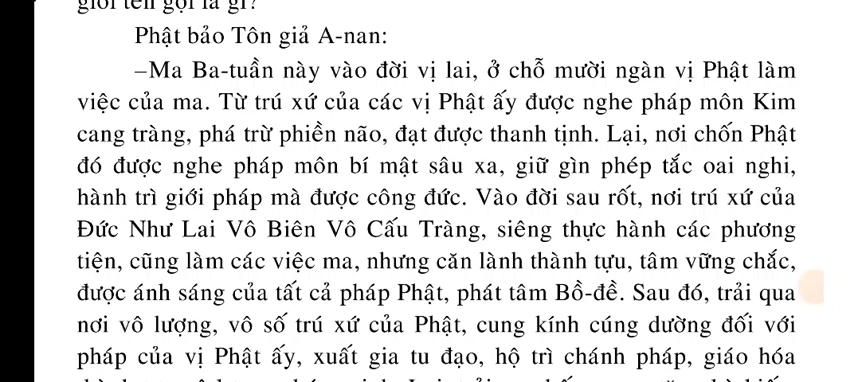 giới tên gọi là gì?
Phật bảo Tôn giả A-nan:
–Ma Ba-tuần này vào đời vị lai, ở chỗ mười ngàn vị Phật làm
việc của ma. Từ trú xứ của các vị Phật ấy được nghe pháp môn Kim
cang tràng, phá trừ phiền não, đạt được thanh tịnh. Lại, nơi chốn Phật
đó được nghe pháp môn bí mật sâu xa, giữ gìn phép tắc oai nghi,
hành trì giới pháp mà được công đức. Vào đời sau rốt, nơi trú xứ của
Đức Như Lai Vô Biên Vô Cấu Tràng, siêng thực hành các phương
tiện, cũng làm các việc ma, nhưng căn lành thành tựu, tâm vững chắc,
được ánh sáng của tất cả pháp Phật, phát tâm Bồ-đề. Sau đó, trải qua
nơi vô lượng, vô số trú xứ của Phật, cung kính cúng dường đối với
pháp của vị Phật ấy, xuất gia tu đạo, hộ trì chánh pháp, giáo hóa